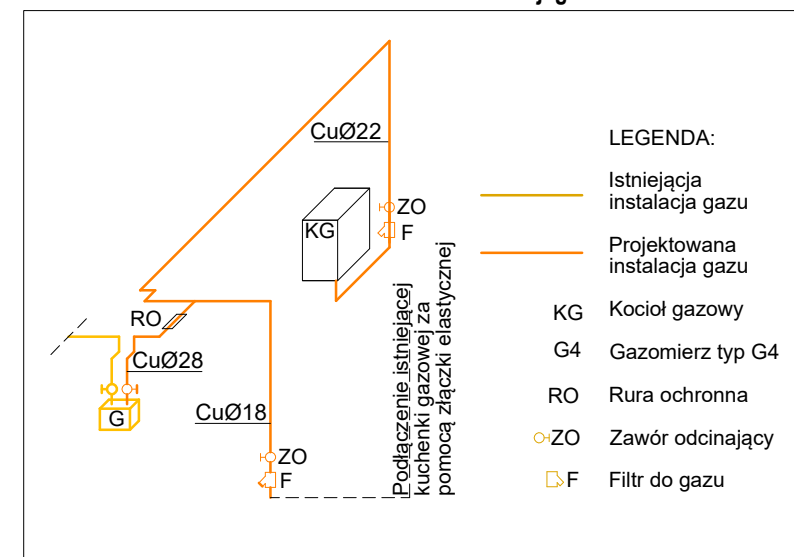 CuØ22
ZO
KG
F
RO
CuØ28
G
CuØ18
ZO
F
Podłączenie istniejącej
kuchenki gazowej za
pomocą złączki elastycznej
LEGENDA:
Istniejącja
instalacja gazu
Projektowana
instalacja gazu
KG Kocioł gazowy
G4 Gazomierz typ G4
RO Rura ochronna
ZO Zawór odcinający
F Filtr do gazu